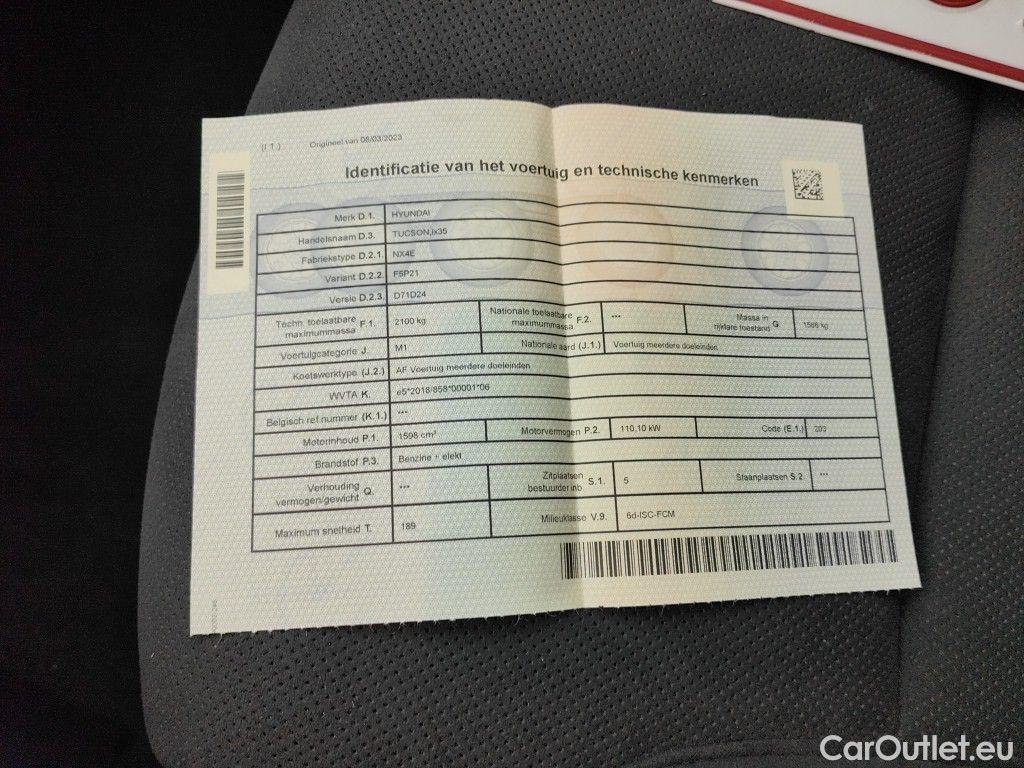 (I 1.) Origineel van 08/03/2023
Identificatie van het voertuig en technische kenmerken
Merk D.1. HYUNDAI
Handelsnaam D.3. TUCSON,ix35
Fabriekstype D.2.1. NX4E
Variant D.2.2. F5P21
Versie D.2.3. D71D24
Techn. toelaatbare maximummassa F.1. 2100 kg Nationale toelaatbare maximummassa F.2. --- Massa in rijklare toestand G. 1566 kg
Voertuigcategorie J. M1 Nationale aard (J.1.) Voertuig meerdere doeleinden
Koetswerktype (J.2.) AF Voertuig meerdere doeleinden
WVTA K. e5*2018/858*00001*06
Belgisch ref.nummer (K.1.) ---
Motorinhoud P.1. 1598 cm³ Motorvermogen P.2. 110,10 kW Code (E.1.) 203
Brandstof P.3. Benzine + elekt
Verhouding vermogen/gewicht Q. --- Zitplaatsen bestuurder inb. S.1. 5 Staanplaatsen S.2. ---
Maximum snelheid T. 189 Milieuklasse V.9. 6d-ISC-FCM
CarOutlet.eu